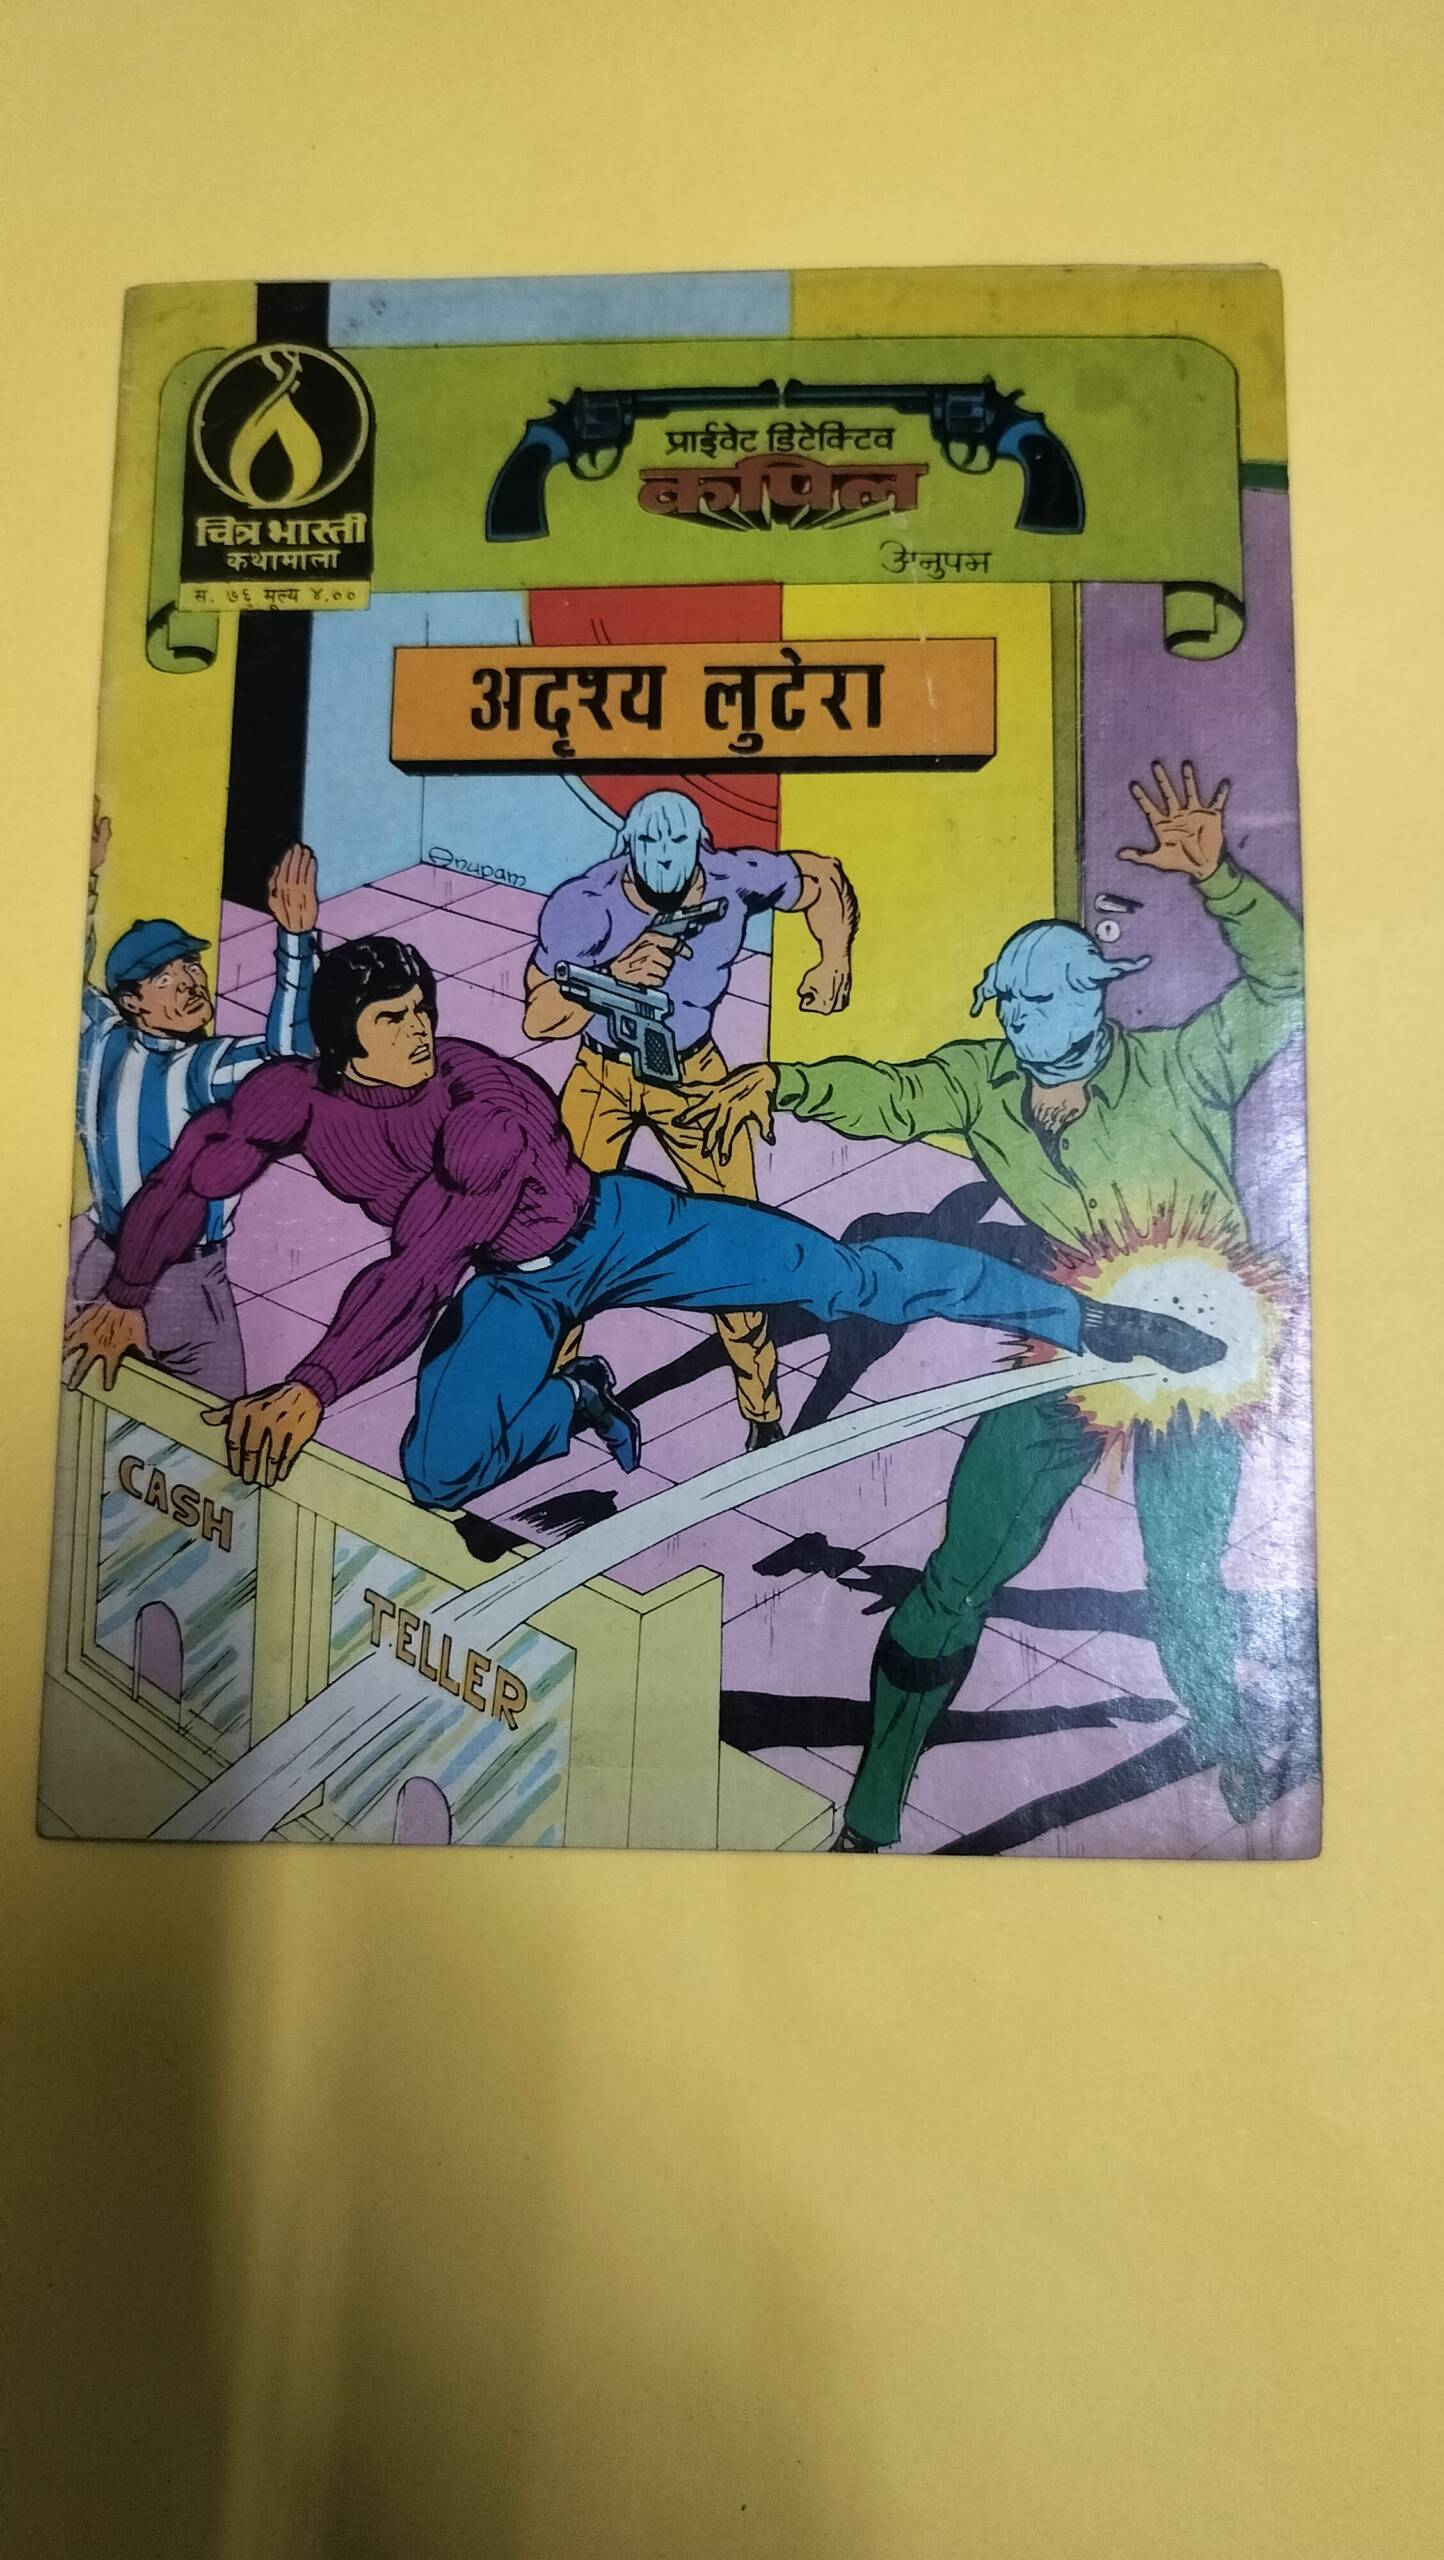 प्राईवेट डिटेक्टिव
कपिल
चित्र भारती
कथामाला
स. ७६ मूल्य ४.००
अनुपम
अदृश्य लुटेरा
Anupam
CASH
TELLER